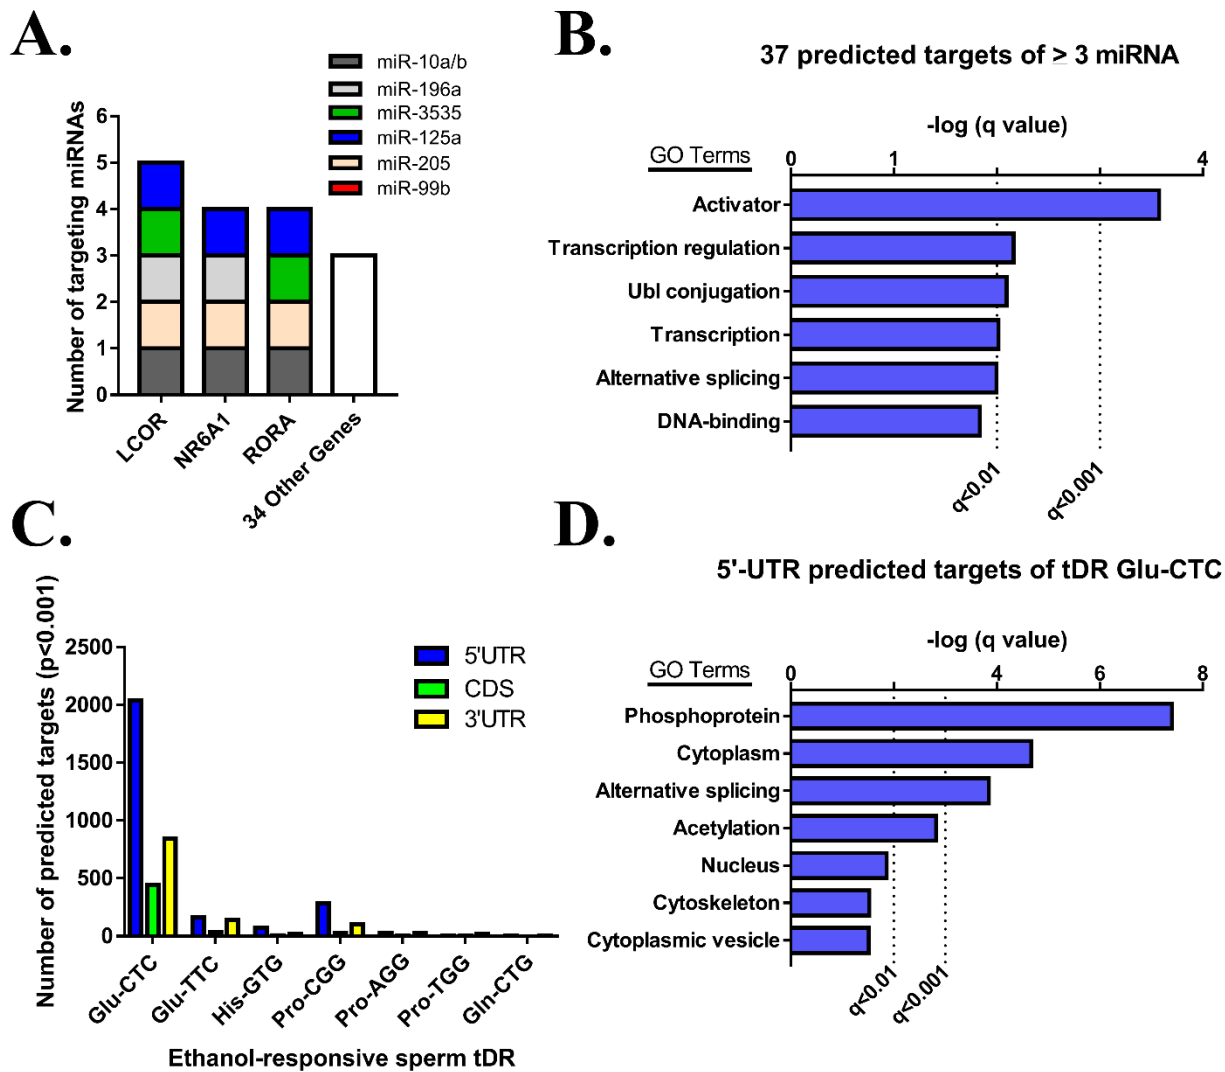 A.
miR-10a/b
miR-196a
miR-3535
miR-125a
miR-205
miR-99b
Number of targeting miRNAs
6
5
4
3
2
1
0
LCOR
NR6A1
RORA
34 Other Genes
B.
37 predicted targets of ≥ 3 miRNA
-log (q value)
GO Terms
0 1 4
Activator
Transcription regulation
Ubl conjugation
Transcription
Alternative splicing
DNA-binding
q<0.01
q<0.001
C.
Number of predicted targets (p<0.001)
2500
2000
1500
1000
500
0
5'UTR
CDS
3'UTR
Glu-CTC
Glu-TTC
His-GTG
Pro-CGG
Pro-AGG
Pro-TGG
Gln-CTG
Ethanol-responsive sperm tDR
D.
5'-UTR predicted targets of tDR Glu-CTC
-log (q value)
GO Terms
0 4 6 8
Phosphoprotein
Cytoplasm
Alternative splicing
Acetylation
Nucleus
Cytoskeleton
Cytoplasmic vesicle
q<0.01
q<0.001